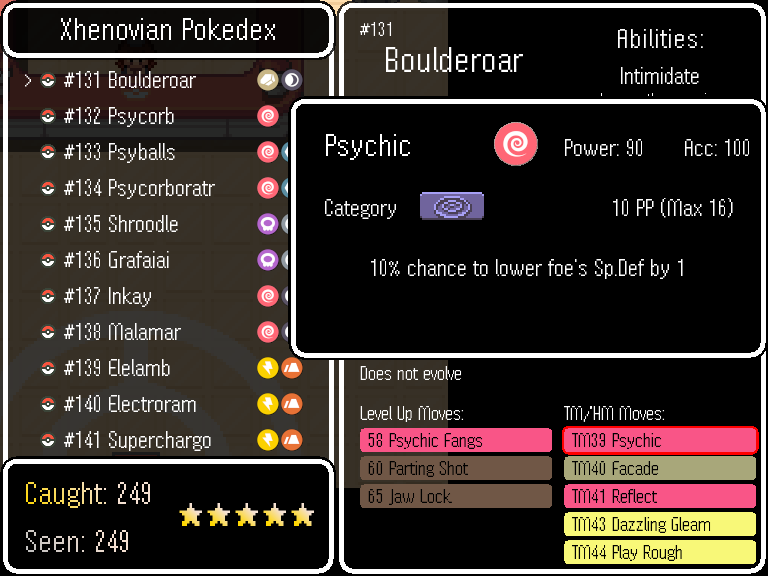 Xhenovian Pokedex
> #131 Boulderoar
#132 Psycorb
#133 Psyballs
#134 Psycorboratr
#135 Shroodle
#136 Grafaiai
#137 Inkay
#138 Malamar
#139 Elelamb
#140 Electroram
#141 Superchargo
Caught: 249
Seen: 249
#131
Boulderoar
Abilities:
Intimidate
Psychic
Power: 90
Acc: 100
Category
10 PP (Max 16)
10% chance to lower foe's Sp.Def by 1
Does not evolve
Level Up Moves:
58 Psychic Fangs
60 Parting Shot
65 Jaw Lock
TM/HM Moves:
TM39 Psychic
TM40 Facade
TM41 Reflect
TM43 Dazzling Gleam
TM44 Play Rough